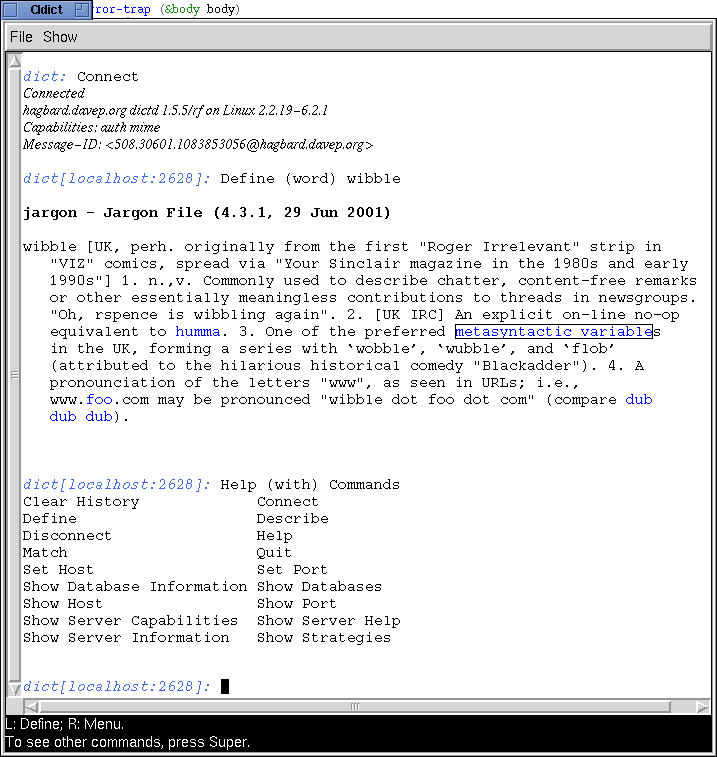 Cldict
rror-trap (&body body)
File Show
dict: Connect
Connected
hagbard.davep.org dictd 1.5.5/rf on Linux 2.2.19-6.2.1
Capabilities: auth mime
Message-ID: <508.30601.1083853056@hagbard.davep.org>
dict[localhost:2628]: Define (word) wibble
jargon - Jargon File (4.3.1, 29 Jun 2001)
wibble [UK, perh. originally from the first "Roger Irrelevant" strip in
"VIZ" comics, spread via "Your Sinclair magazine in the 1980s and early
1990s"] 1. n.,v. Commonly used to describe chatter, content-free remarks
or other essentially meaningless contributions to threads in newsgroups.
"Oh, rspence is wibbling again". 2. [UK IRC] An explicit on-line no-op
equivalent to humma. 3. One of the preferred metasyntactic variables
in the UK, forming a series with ‘wobble’, ‘wubble’, and ‘flob’
(attributed to the hilarious historical comedy "Blackadder"). 4. A
pronounciation of the letters "www", as seen in URLs; i.e.,
www.foo.com may be pronounced "wibble dot foo dot com" (compare dub
dub dub).
dict[localhost:2628]: Help (with) Commands
Clear History Connect
Define Describe
Disconnect Help
Match Quit
Set Host Set Port
Show Database Information Show Databases
Show Host Show Port
Show Server Capabilities Show Server Help
Show Server Information Show Strategies
dict[localhost:2628]:
L: Define; R: Menu.
To see other commands, press Super.